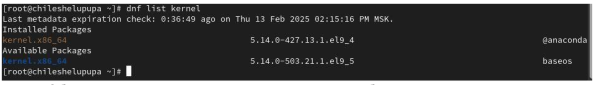 [root@chileshelupupa ~]# dnf list kernel
Last metadata expiration check: 0:36:49 ago on Thu 13 Feb 2025 02:15:16 PM MSK.
Installed Packages
kernel.x86_64 5.14.0-427.13.1.el9_4 @anaconda
Available Packages
kernel.x86_64 5.14.0-503.21.1.el9_5 baseos
[root@chileshelupupa ~]#